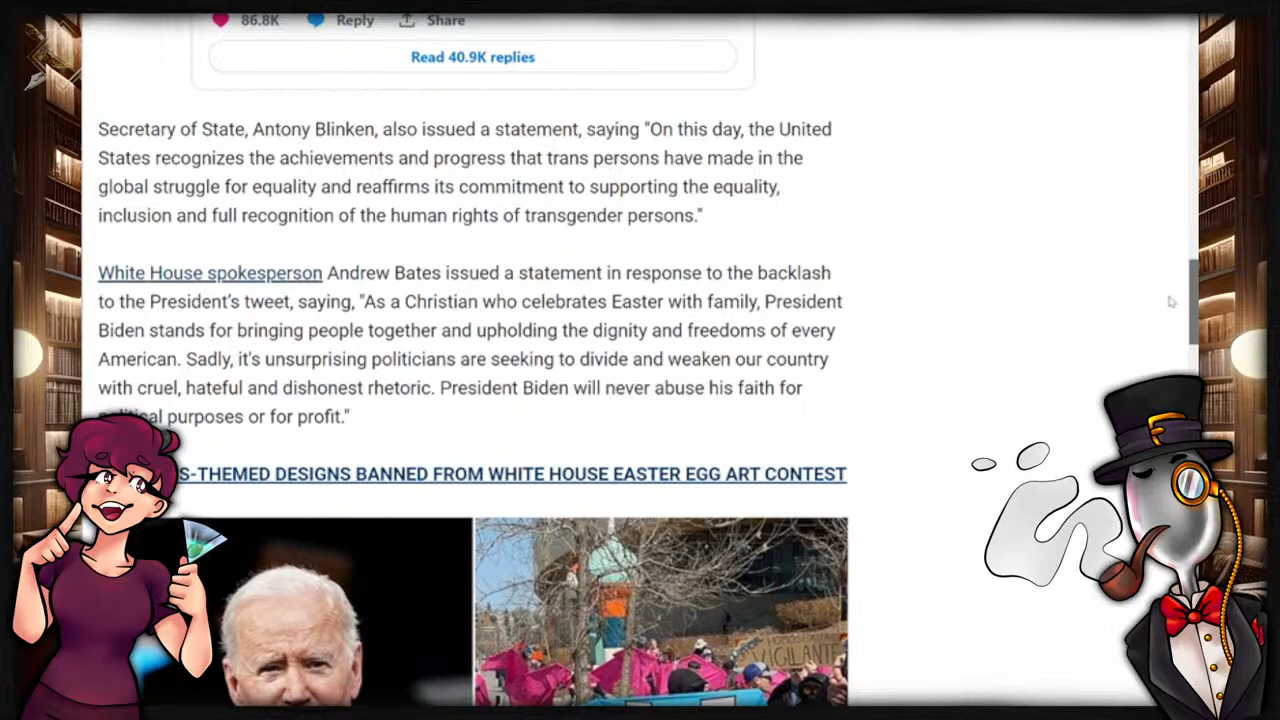 86.8K Reply Share
Read 40.9K replies
Secretary of State, Antony Blinken, also issued a statement, saying "On this day, the United
States recognizes the achievements and progress that trans persons have made in the
global struggle for equality and reaffirms its commitment to supporting the equality,
inclusion and full recognition of the human rights of transgender persons."
White House spokesperson Andrew Bates issued a statement in response to the backlash
to the President's tweet, saying, "As a Christian who celebrates Easter with family, President
Biden stands for bringing people together and upholding the dignity and freedoms of every
American. Sadly, it's unsurprising politicians are seeking to divide and weaken our country
with cruel, hateful and dishonest rhetoric. President Biden will never abuse his faith for
political purposes or for profit."
S-THEMED DESIGNS BANNED FROM WHITE HOUSE EASTER EGG ART CONTEST
VIGILANTE